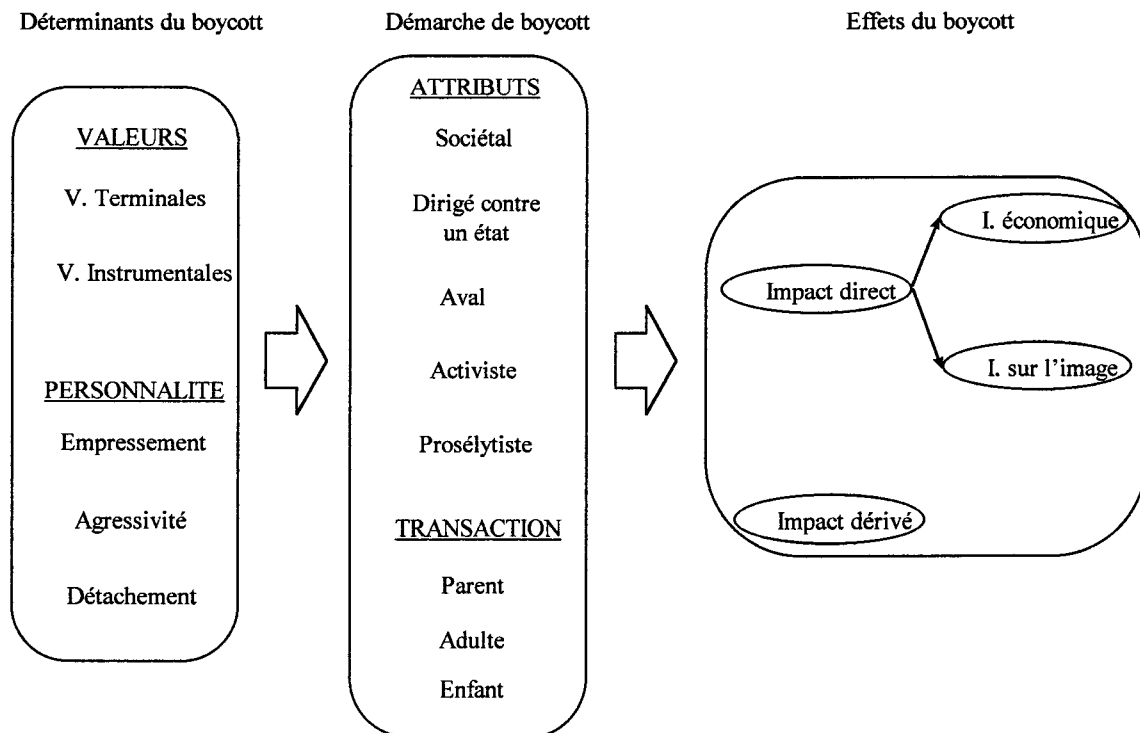 Déterminants du boycott
Démarche de boycott
Effets du boycott
VALEURS
V. Terminales
V. Instrumentales
PERSONNALITE
Empressement
Agressivité
Détachement
ATTRIBUTS
Sociétal
Dirigé contre
un état
Aval
Activiste
Prosélytiste
TRANSACTION
Parent
Adulte
Enfant
I. économique
Impact direct
I. sur l'image
Impact dérivé